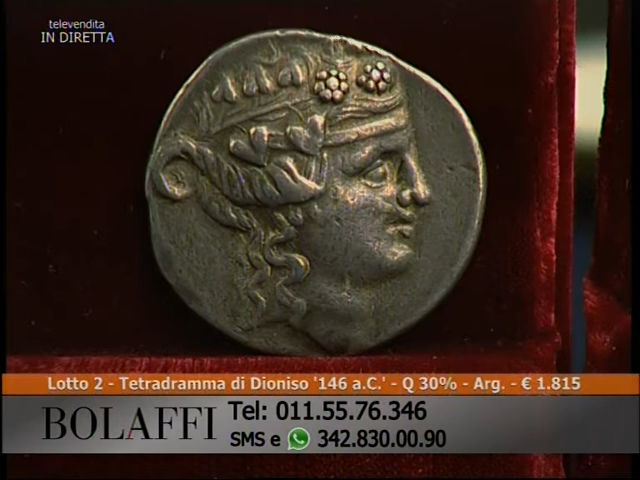 televendita
IN DIRETTA
Lotto 2 - Tetradramma di Dioniso '146 a.C.' - Q 30% - Arg. - € 1.815
BOLAFFI
Tel: 011.55.76.346
SMS e 342.830.00.90